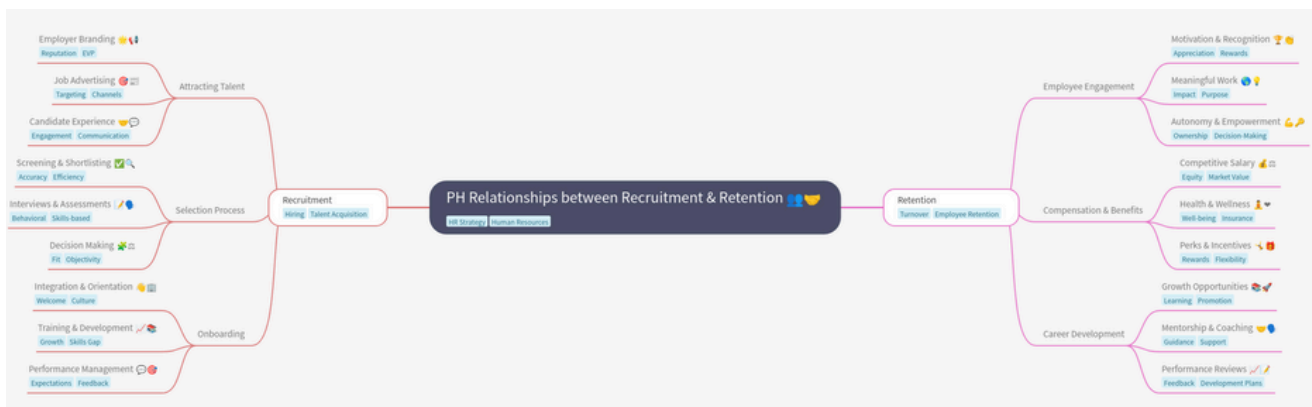 Employer Branding 🌟📢
Reputation EVP
Job Advertising 🎯📰
Targeting Channels
Candidate Experience 🤝💬
Engagement Communication
Attracting Talent
Screening & Shortlisting ✅🔍
Accuracy Efficiency
Interviews & Assessments 📝🗣️
Behavioral Skills-based
Decision Making 🧩⚖
Fit Objectivity
Selection Process
Integration & Orientation 👋🏢
Welcome Culture
Training & Development 📈📚
Growth Skills Gap
Performance Management 💬🎯
Expectations Feedback
Onboarding
Recruitment
Hiring Talent Acquisition
PH Relationships between Recruitment & Retention 👥🤝
HR Strategy Human Resources
Retention
Turnover Employee Retention
Employee Engagement
Motivation & Recognition 🏆👏
Appreciation Rewards
Meaningful Work 🌎💡
Impact Purpose
Autonomy & Empowerment 💪🔑
Ownership Decision-Making
Compensation & Benefits
Competitive Salary 💰⚖
Equity Market Value
Health & Wellness 🧘❤
Well-being Insurance
Perks & Incentives 🤸🎁
Rewards Flexibility
Career Development
Growth Opportunities 📚🚀
Learning Promotion
Mentorship & Coaching 🤝🗣️
Guidance Support
Performance Reviews 📈📝
Feedback Development Plans